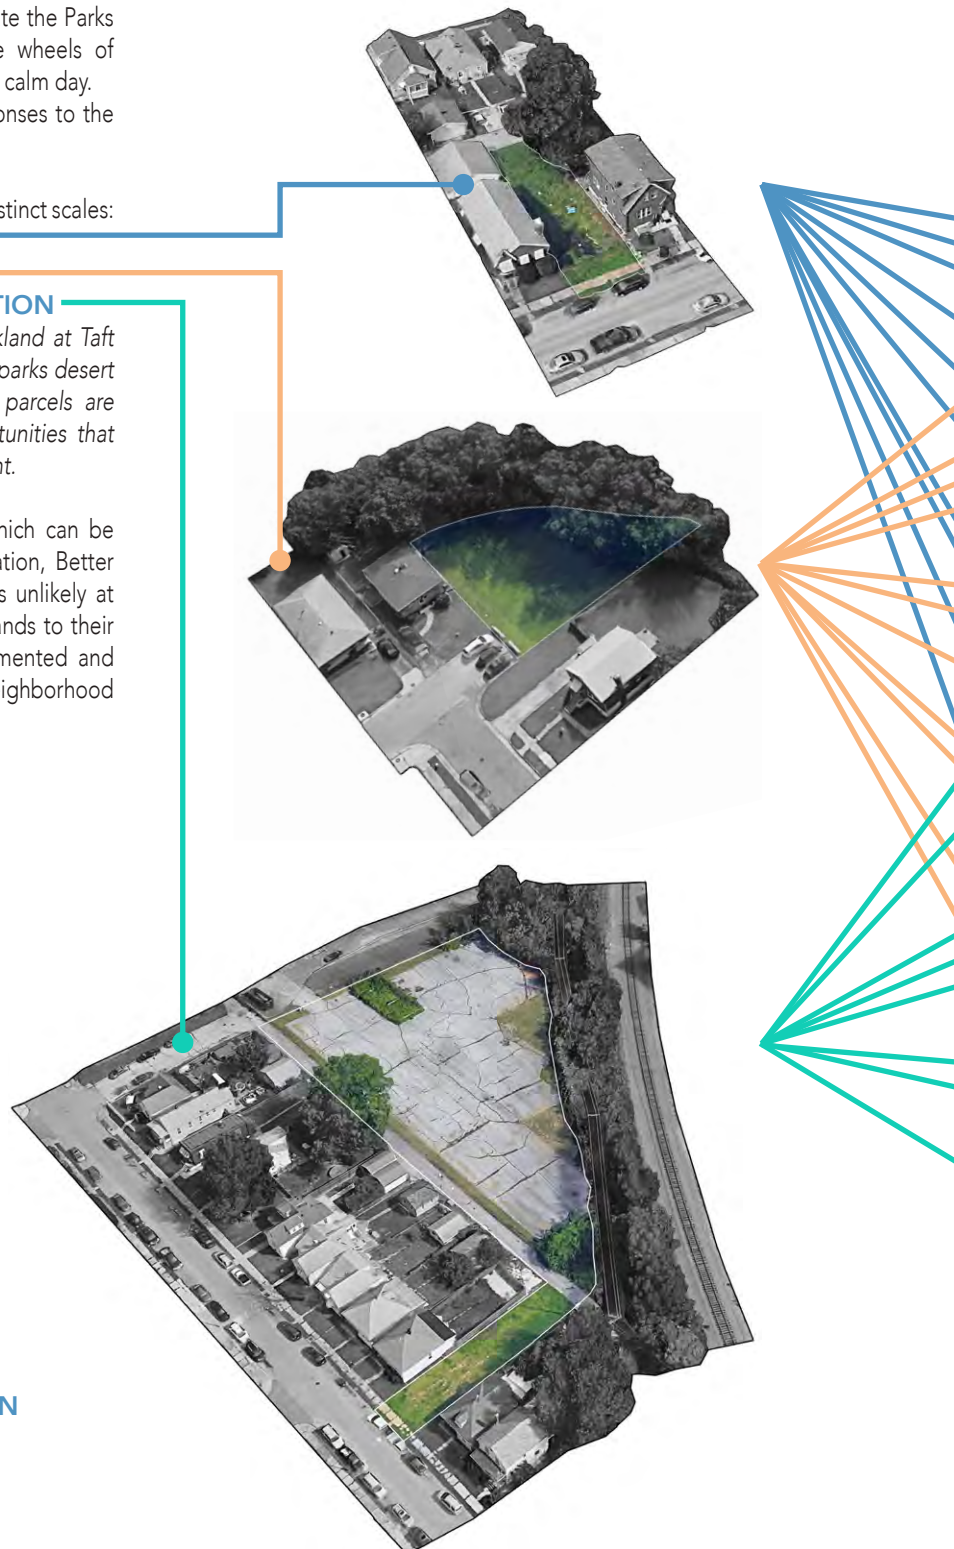 te the Parks
wheels of
calm day.
onses to the
stinct scales:
TION
kland at Taft
parks desert
parcels are
tunities that
nt.
hich can be
ation, Better
s unlikely at
ands to their
mented and
eighborhood
N